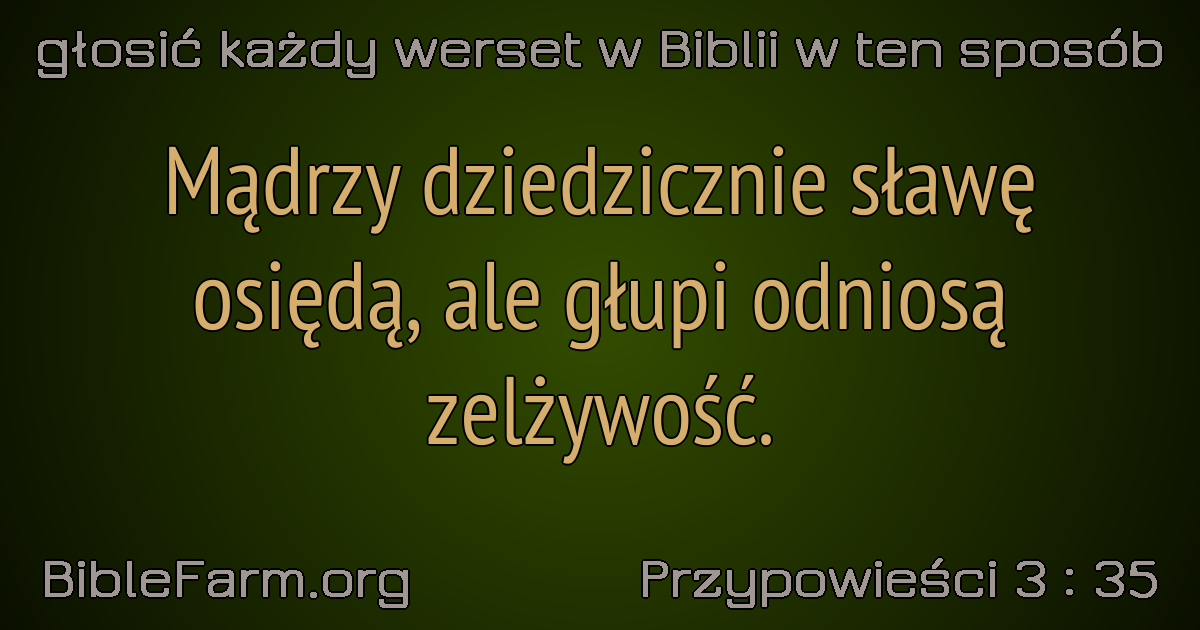 głosić każdy werset w Biblii w ten sposób
Mądrzy dziedzicznie sławę
osiędą, ale głupi odniosą
zelżywość.
BibleFarm.org
Przypowieści 3 : 35